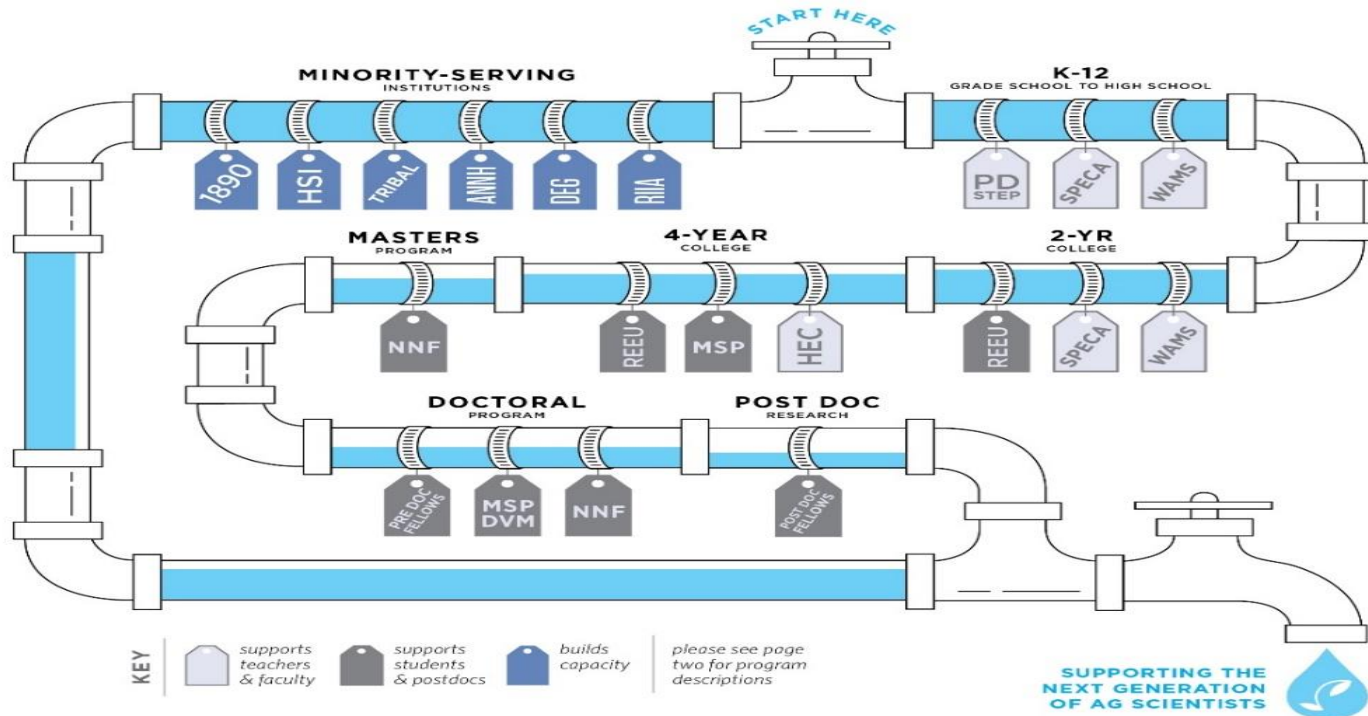 START HERE
MINORITY-SERVING
INSTITUTIONS
K-12
GRADE SCHOOL TO HIGH SCHOOL
1890
HSI
TRIBAL
ANNH
DEG
RIIA
PD
STEP
SPECA
WAMS
MASTERS
PROGRAM
4-YEAR
COLLEGE
2-YR
COLLEGE
NNF
REEU
MSP
HEC
REEU
SPECA
WAMS
DOCTORAL
PROGRAM
POST DOC
RESEARCH
PRE DOC
FELLOWS
MSP
DVM
NNF
POST DOC
FELLOWS
KEY
supports
teachers
& faculty
supports
students
& postdocs
builds
capacity
please see page
two for program
descriptions
SUPPORTING THE
NEXT GENERATION
OF AG SCIENTISTS